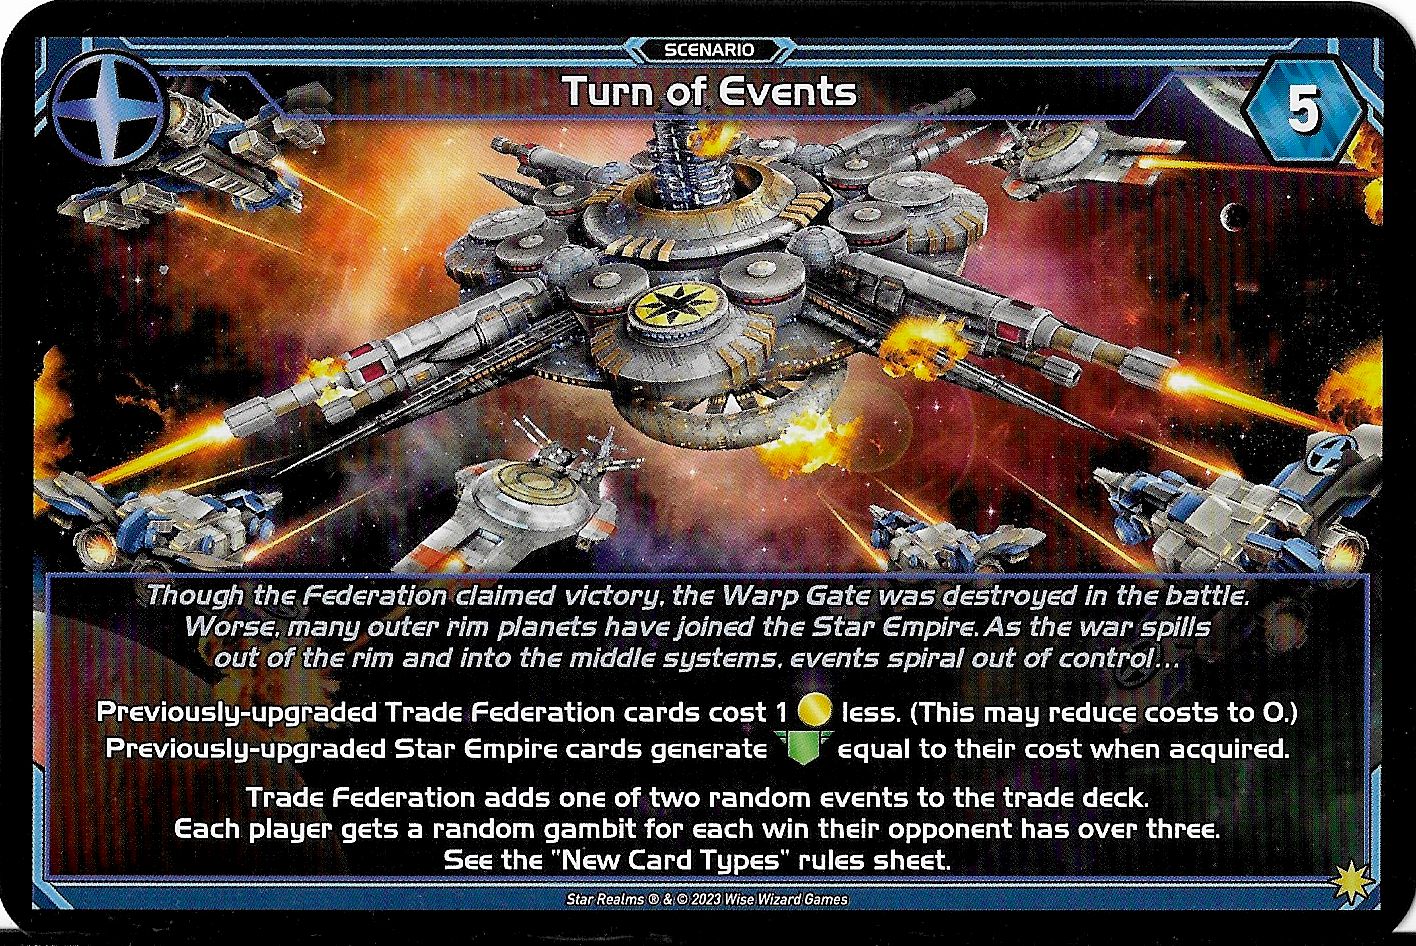 SCENARIO
Turn of Events
5
Though the Federation claimed victory, the Warp Gate was destroyed in the battle.
Worse, many outer rim planets have joined the Star Empire. As the war spills
out of the rim and into the middle systems, events spiral out of control...
Previously-upgraded Trade Federation cards cost 1 less. (This may reduce costs to 0.)
Previously-upgraded Star Empire cards generate equal to their cost when acquired.
Trade Federation adds one of two random events to the trade deck.
Each player gets a random gambit for each win their opponent has over three.
See the "New Card Types" rules sheet.
Star Realms ® & © 2023 Wise Wizard Games